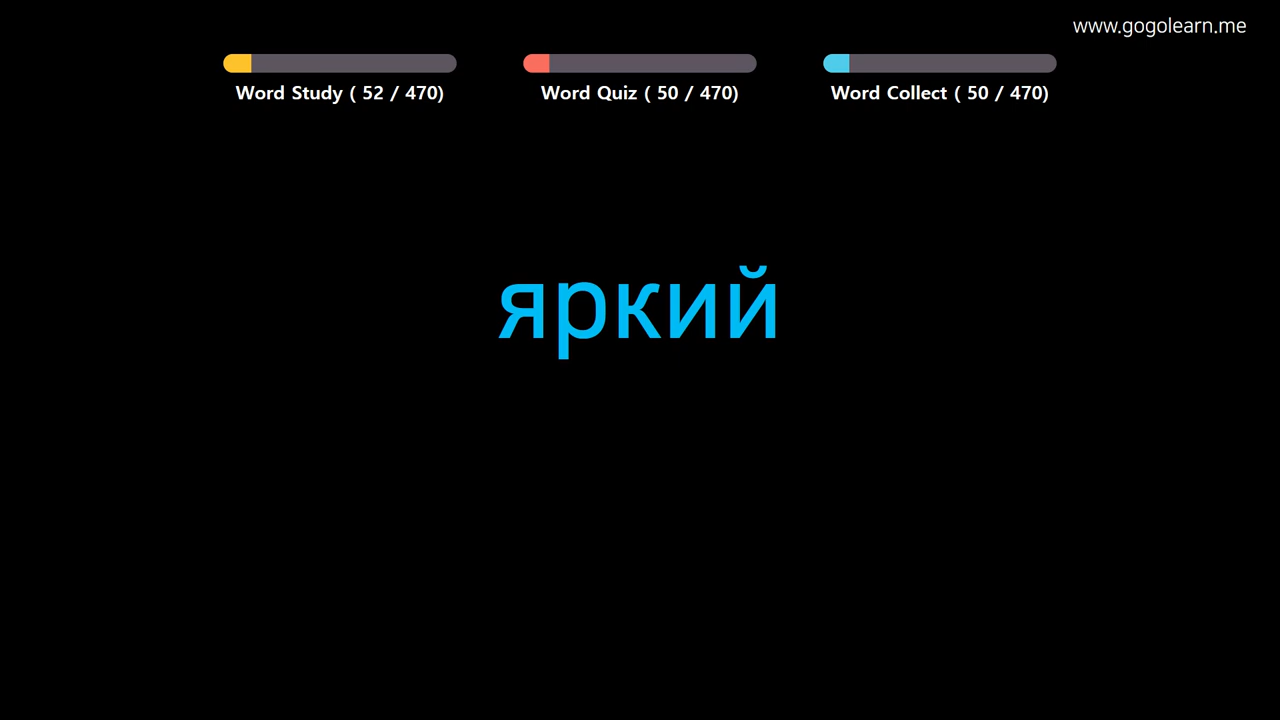 www.gogolearn.me
Word Study ( 52 / 470)
Word Quiz ( 50 / 470)
Word Collect ( 50 / 470)
яркий